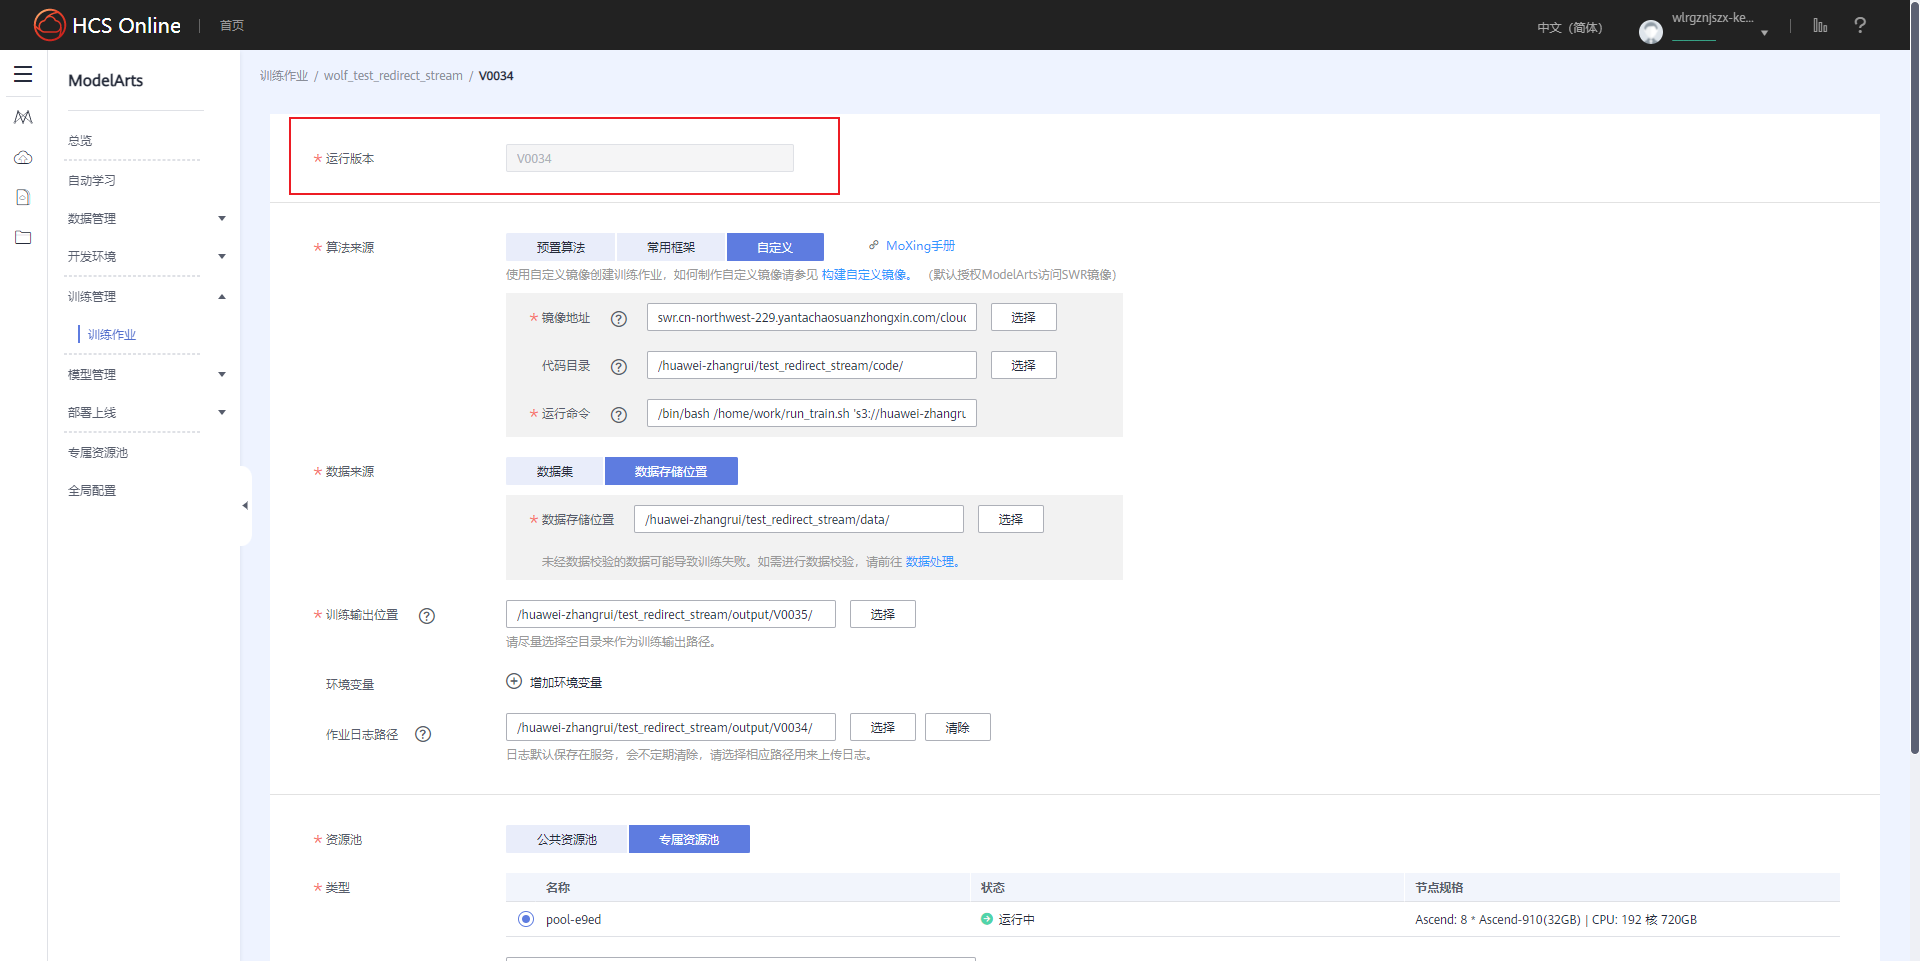 HCS Online
首页
中文（简体）
wlrgznjszx-ke...
ModelArts
总览
自动学习
数据管理
开发环境
训练管理
训练作业
模型管理
部署上线
专属资源池
全局配置
训练作业 / wolf_test_redirect_stream / V0034
* 运行版本 V0034
* 算法来源 预置算法 常用框架 自定义 MoXing手册
使用自定义镜像创建训练作业，如何制作自定义镜像请参见 构建自定义镜像。 （默认授权ModelArts访问SWR镜像）
* 镜像地址 ? swr.cn-northwest-229.yantachaosuanzhongxin.com/cloud 选择
代码目录 ? /huawei-zhangrui/test_redirect_stream/code/ 选择
* 运行命令 ? /bin/bash /home/work/run_train.sh 's3://huawei-zhangru
* 数据来源 数据集 数据存储位置
* 数据存储位置 /huawei-zhangrui/test_redirect_stream/data/ 选择
未经数据校验的数据可能导致训练失败。如需进行数据校验，请前往 数据处理。
* 训练输出位置 ? /huawei-zhangrui/test_redirect_stream/output/V0035/ 选择
请尽量选择空目录来作为训练输出路径。
环境变量 增加环境变量
作业日志路径 ? /huawei-zhangrui/test_redirect_stream/output/V0034/ 选择 清除
日志默认保存在服务，会不定期清除，请选择相应路径用来上传日志。
* 资源池 公共资源池 专属资源池
* 类型 名称 状态 节点规格
pool-e9ed 运行中 Ascend: 8 * Ascend-910(32GB) | CPU: 192 核 720GB